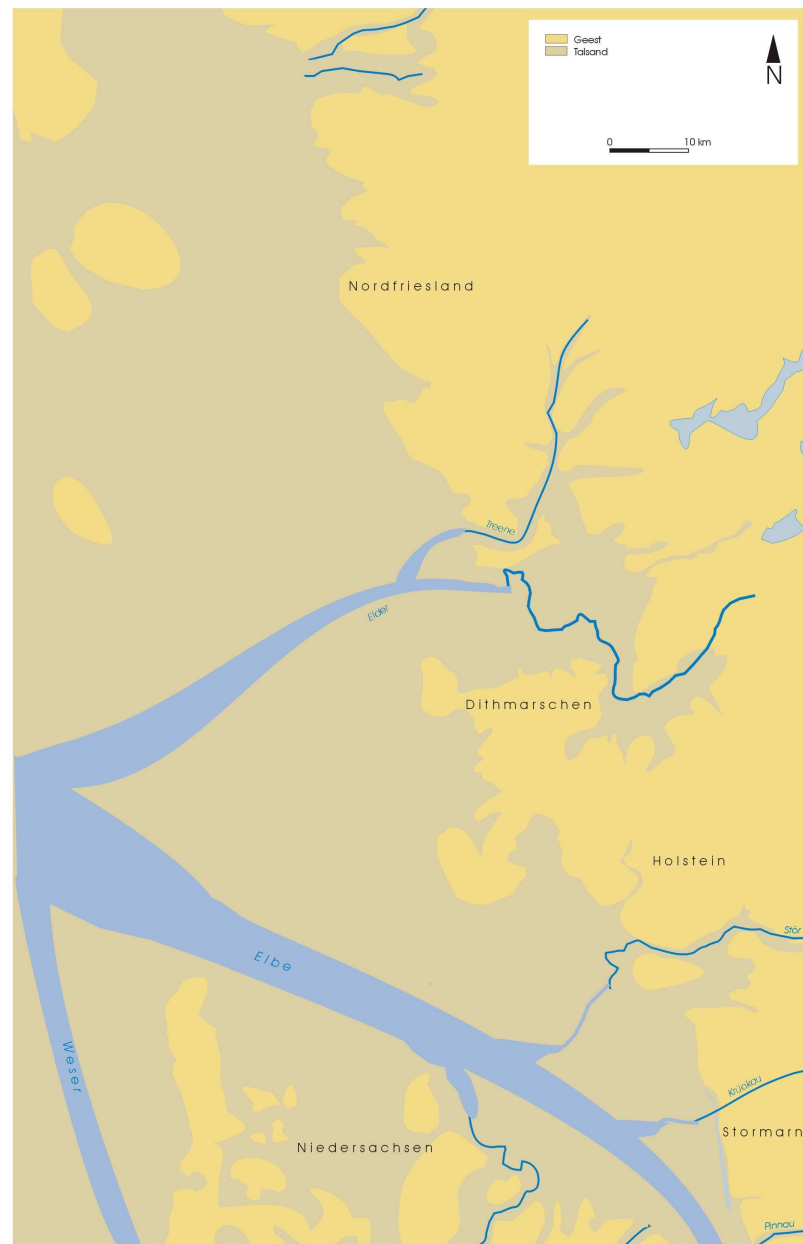 Geest
Talsand
N
0 10 km
Nordfriesland
Treene
Eider
Dithmarschen
Holstein
Stör
Elbe
Weser
Krückau
Stormarn
Niedersachsen
Pinnau